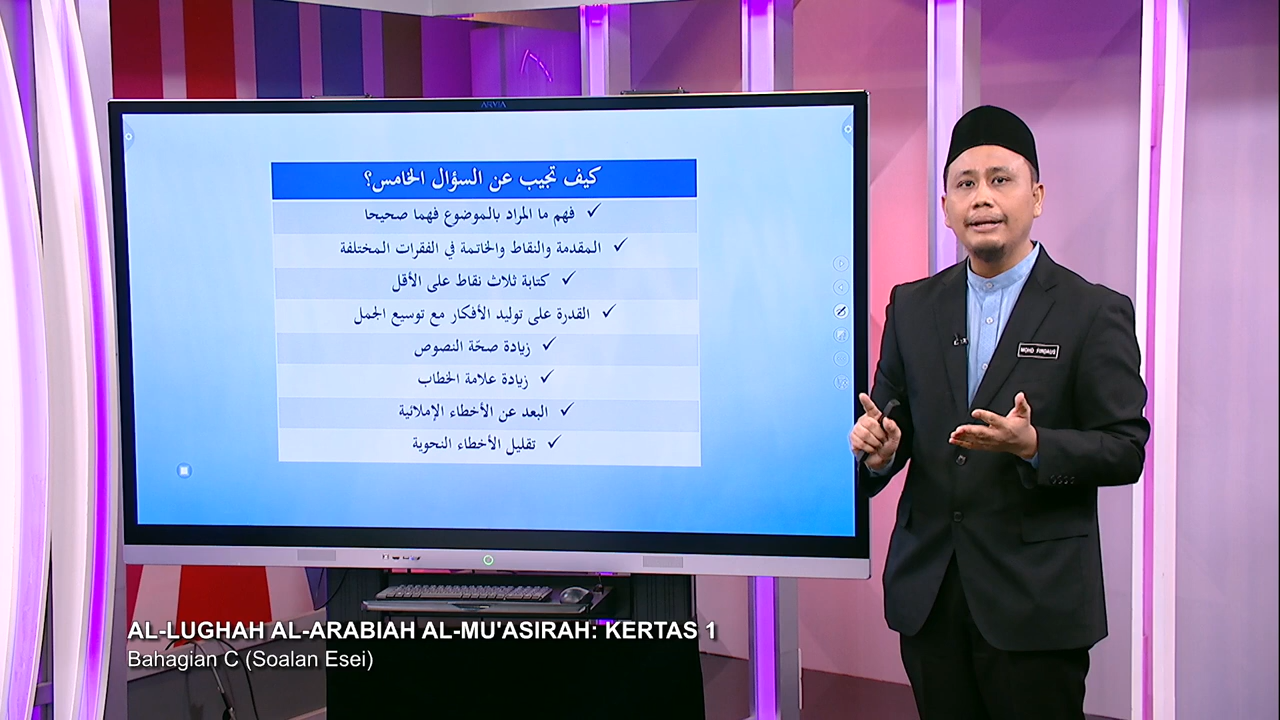 ARVIA
كيف تجيب عن السؤال الخامس؟
✓ فهم ما المراد بالموضوع فهما صحيحا
✓ المقدمة والنقاط والخاتمة في الفقرات المختلفة
✓ كتابة ثلاث نقاط على الأقل
✓ القدرة على توليد الأفكار مع توسيع الجمل
✓ زيادة صحّة النصوص
✓ زيادة علامة الخطاب
✓ البعد عن الأخطاء الإملائية
✓ تقليل الأخطاء النحوية
MOHD FIRDAUS
AL-LUGHAH AL-ARABIAH AL-MU'ASIRAH: KERTAS 1
Bahagian C (Soalan Esei)